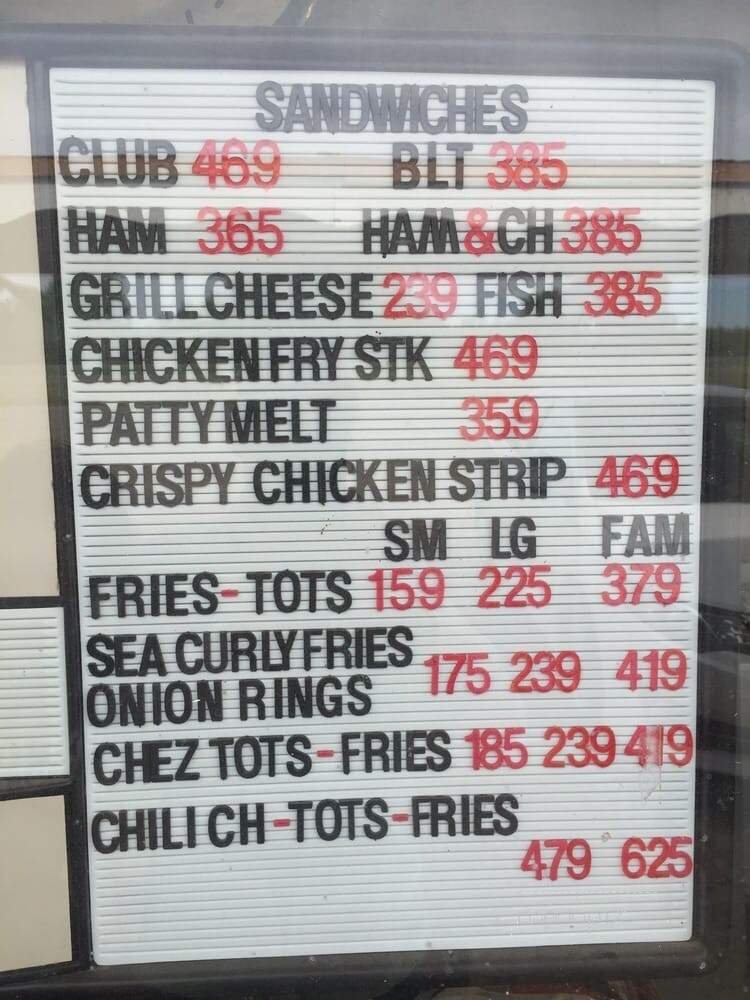 SANDWICHES
CLUB 469 BLT 385
HAM 365 HAM&CH 385
GRILL CHEESE 239 FISH 385
CHICKEN FRY STK 469
PATTY MELT 359
CRISPY CHICKEN STRIP 469
SM LG FAM
FRIES-TOTS 159 225 379
SEA CURLY FRIES
175 239 419
ONION RINGS
CHEZ TOTS-FRIES 185 239 419
CHILI CH-TOTS-FRIES
479 625